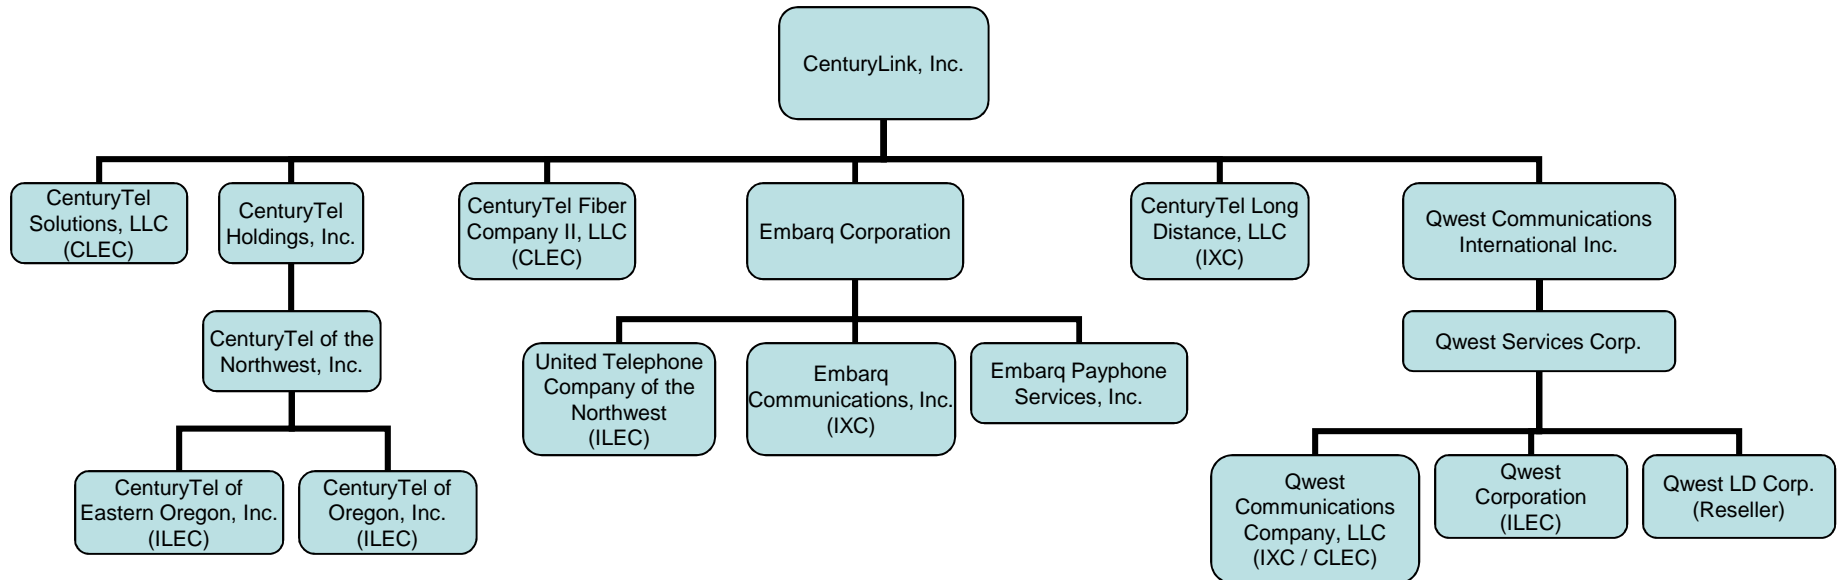 CenturyLink, Inc.
CenturyTel
Solutions, LLC
(CLEC)
CenturyTel
Holdings, Inc.
CenturyTel Fiber
Company II, LLC
(CLEC)
Embarq Corporation
CenturyTel Long
Distance, LLC
(IXC)
Qwest Communications
International Inc.
CenturyTel of the
Northwest, Inc.
United Telephone
Company of the
Northwest
(ILEC)
Embarq
Communications, Inc.
(IXC)
Embarq Payphone
Services, Inc.
Qwest Services Corp.
CenturyTel of
Eastern Oregon, Inc.
(ILEC)
CenturyTel of
Oregon, Inc.
(ILEC)
Qwest
Communications
Company, LLC
(IXC / CLEC)
Qwest
Corporation
(ILEC)
Qwest LD Corp.
(Reseller)